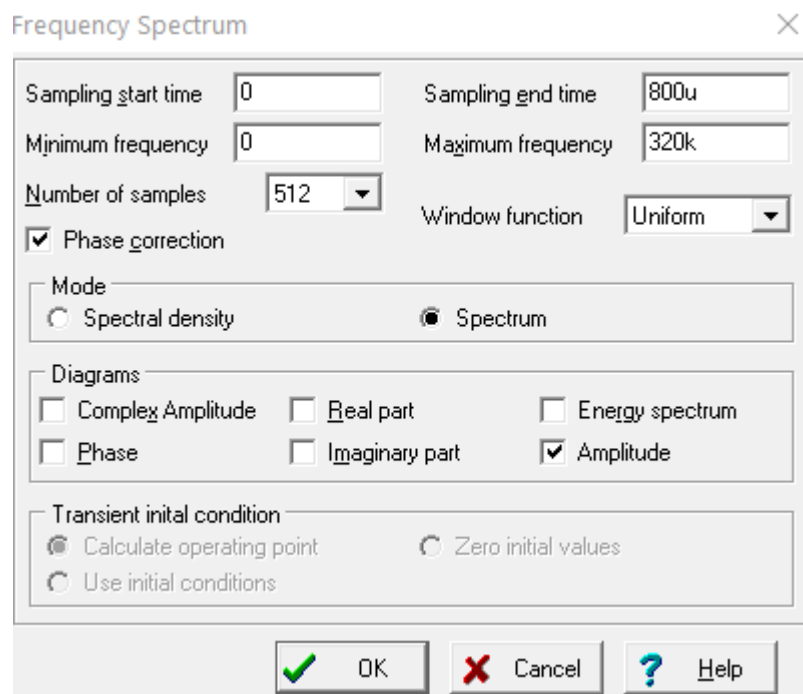 Frequency Spectrum
Sampling start time 0 Sampling end time 800u
Minimum frequency 0 Maximum frequency 320k
Number of samples 512
Window function Uniform
Phase correction
Mode
Spectral density Spectrum
Diagrams
Complex Amplitude Real part Energy spectrum
Phase Imaginary part Amplitude
Transient inital condition
Calculate operating point Zero initial values
Use initial conditions
OK Cancel ? Help